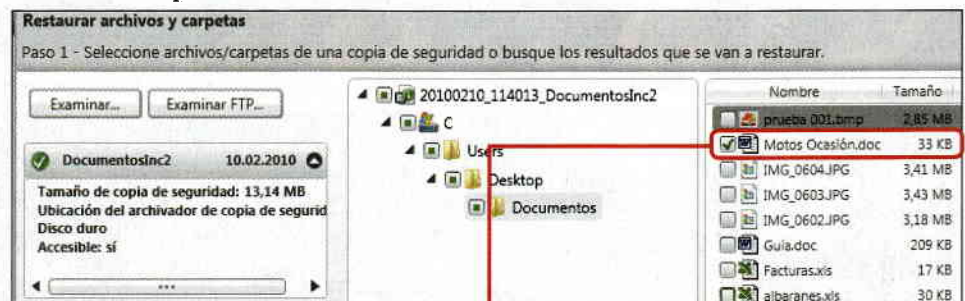 Restaurar archivos y carpetas
Paso 1 - Seleccione archivos/carpetas de una copia de seguridad o busque los resultados que se van a restaurar.
Examinar... Examinar FTP...
DocumentosInc2 10.02.2010
Tamaño de copia de seguridad: 13,14 MB
Ubicación del archivador de copia de segurid
Disco duro
Accesible: sí
20100210_114013_DocumentosInc2
C
Users
Desktop
Documentos
Nombre Tamaño
prueba 001.bmp 2,85 MB
Motos Ocasión.doc 33 KB
IMG_0604.JPG 3,41 MB
IMG_0603.JPG 3,43 MB
IMG_0602.JPG 3,18 MB
Guia.doc 209 KB
Facturas.xls 17 KB
albaranes.xls 30 KB